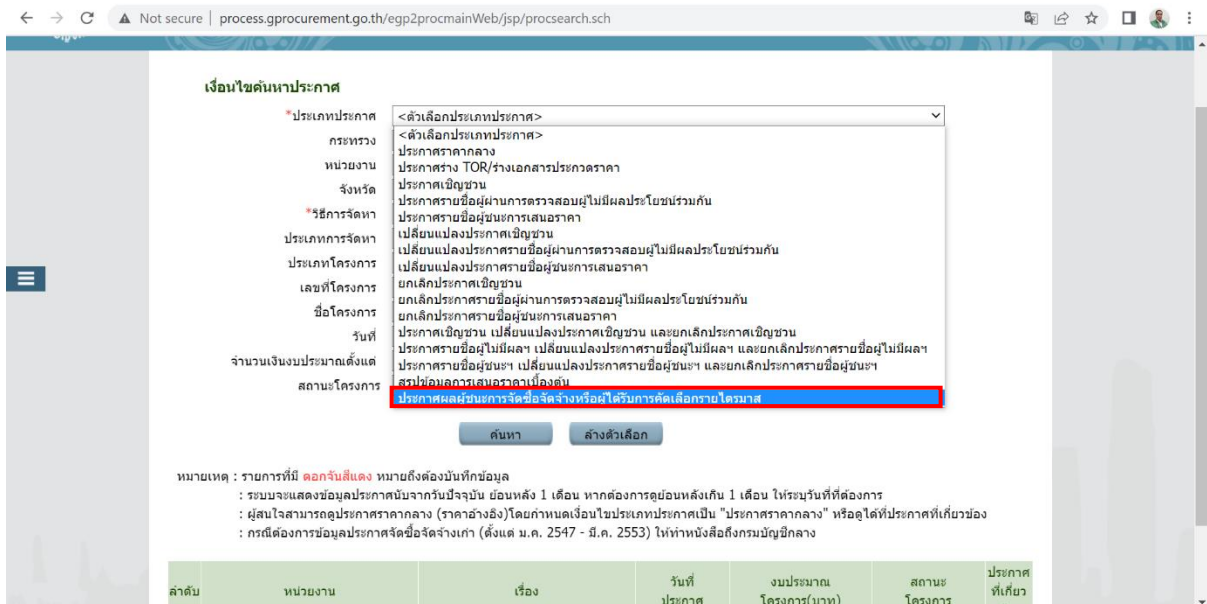 Not secure | process.gprocurement.go.th/egp2procmainWeb/jsp/procsearch.sch
เงื่อนไขค้นหาประกาศ
*ประเภทประกาศ <ตัวเลือกประเภทประกาศ>
กระทรวง
หน่วยงาน
จังหวัด
*วิธีการจัดหา
ประเภทการจัดหา
ประเภทโครงการ
เลขที่โครงการ
ชื่อโครงการ
วันที่
จำนวนเงินงบประมาณตั้งแต่
สถานะโครงการ
<ตัวเลือกประเภทประกาศ>
ประกาศราคากลาง
ประกาศร่าง TOR/ร่างเอกสารประกวดราคา
ประกาศเชิญชวน
ประกาศรายชื่อผู้ผ่านการตรวจสอบผู้ไม่มีผลประโยชน์ร่วมกัน
ประกาศรายชื่อผู้ชนะการเสนอราคา
เปลี่ยนแปลงประกาศเชิญชวน
เปลี่ยนแปลงประกาศรายชื่อผู้ผ่านการตรวจสอบผู้ไม่มีผลประโยชน์ร่วมกัน
เปลี่ยนแปลงประกาศรายชื่อผู้ชนะการเสนอราคา
ยกเลิกประกาศเชิญชวน
ยกเลิกประกาศรายชื่อผู้ผ่านการตรวจสอบผู้ไม่มีผลประโยชน์ร่วมกัน
ยกเลิกประกาศรายชื่อผู้ชนะการเสนอราคา
ประกาศเชิญชวน เปลี่ยนแปลงประกาศเชิญชวน และยกเลิกประกาศเชิญชวน
ประกาศรายชื่อผู้ไม่มีผลฯ เปลี่ยนแปลงประกาศรายชื่อผู้ไม่มีผลฯ และยกเลิกประกาศรายชื่อผู้ไม่มีผลฯ
ประกาศรายชื่อผู้ชนะฯ เปลี่ยนแปลงประกาศรายชื่อผู้ชนะฯ และยกเลิกประกาศรายชื่อผู้ชนะฯ
สรุปข้อมูลการเสนอราคาเบื้องต้น
ประกาศผลผู้ชนะการจัดซื้อจัดจ้างหรือผู้ได้รับการคัดเลือกรายไตรมาส
ค้นหา ล้างตัวเลือก
หมายเหตุ : รายการที่มี ดอกจันสีแดง หมายถึงต้องบันทึกข้อมูล
: ระบบจะแสดงข้อมูลประกาศนับจากวันปัจจุบัน ย้อนหลัง 1 เดือน หากต้องการดูย้อนหลังเกิน 1 เดือน ให้ระบุวันที่ที่ต้องการ
: ผู้สนใจสามารถดูประกาศราคากลาง (ราคาอ้างอิง)โดยกำหนดเงื่อนไขประเภทประกาศเป็น "ประกาศราคากลาง" หรือดูได้ที่ประกาศที่เกี่ยวข้อง
: กรณีต้องการข้อมูลประกาศจัดซื้อจัดจ้างเก่า (ตั้งแต่ ม.ค. 2547 - มี.ค. 2553) ให้ทำหนังสือถึงกรมบัญชีกลาง
ลำดับ หน่วยงาน เรื่อง วันที่ประกาศ งบประมาณโครงการ(บาท) สถานะโครงการ ประกาศที่เกี่ยว